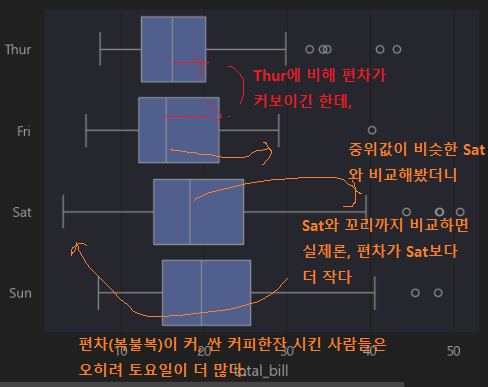 Thur
Thur에 비해 편차가
커보이긴 한데,
Fri
중위값이 비슷한 Sat
와 비교해봤더니
Sat
Sat와 꼬리까지 비교하면
실제론, 편차가 Sat보다
더 작다
Sun
편차(복불복)이 커, 싼 커피한잔 시킨 사람들은
오히려 토요일이 더 많다.
10
20
30
40
50
total_bill